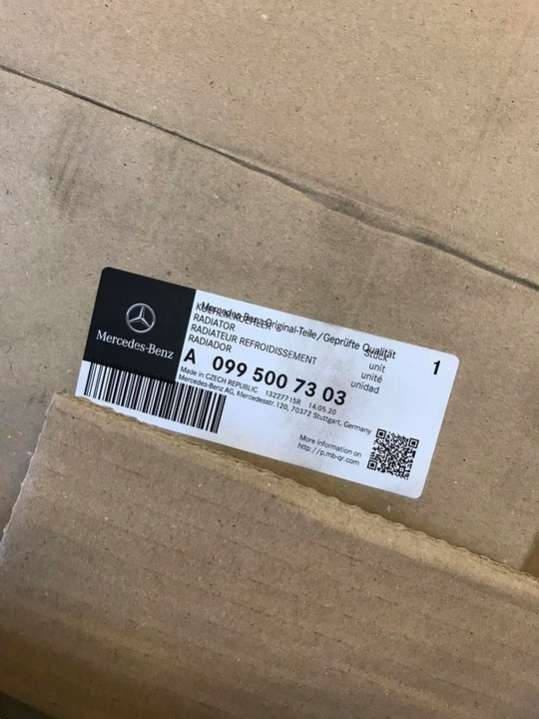 Mercedes-Benz
Mercedes-Benz Original-Teile/Geprüfte Qualität
RADIATOR
RADIATEUR REFROIDISSEMENT
RADIADOR
Stück
unit
unité
unidad
1
A 099 500 73 03
Made in CZECH REPUBLIC 13227715R 14.05.20
Mercedes-Benz AG, Mercedesstr.120, 70372 Stuttgart, Germany
More information on
http://p.mb-qr.com